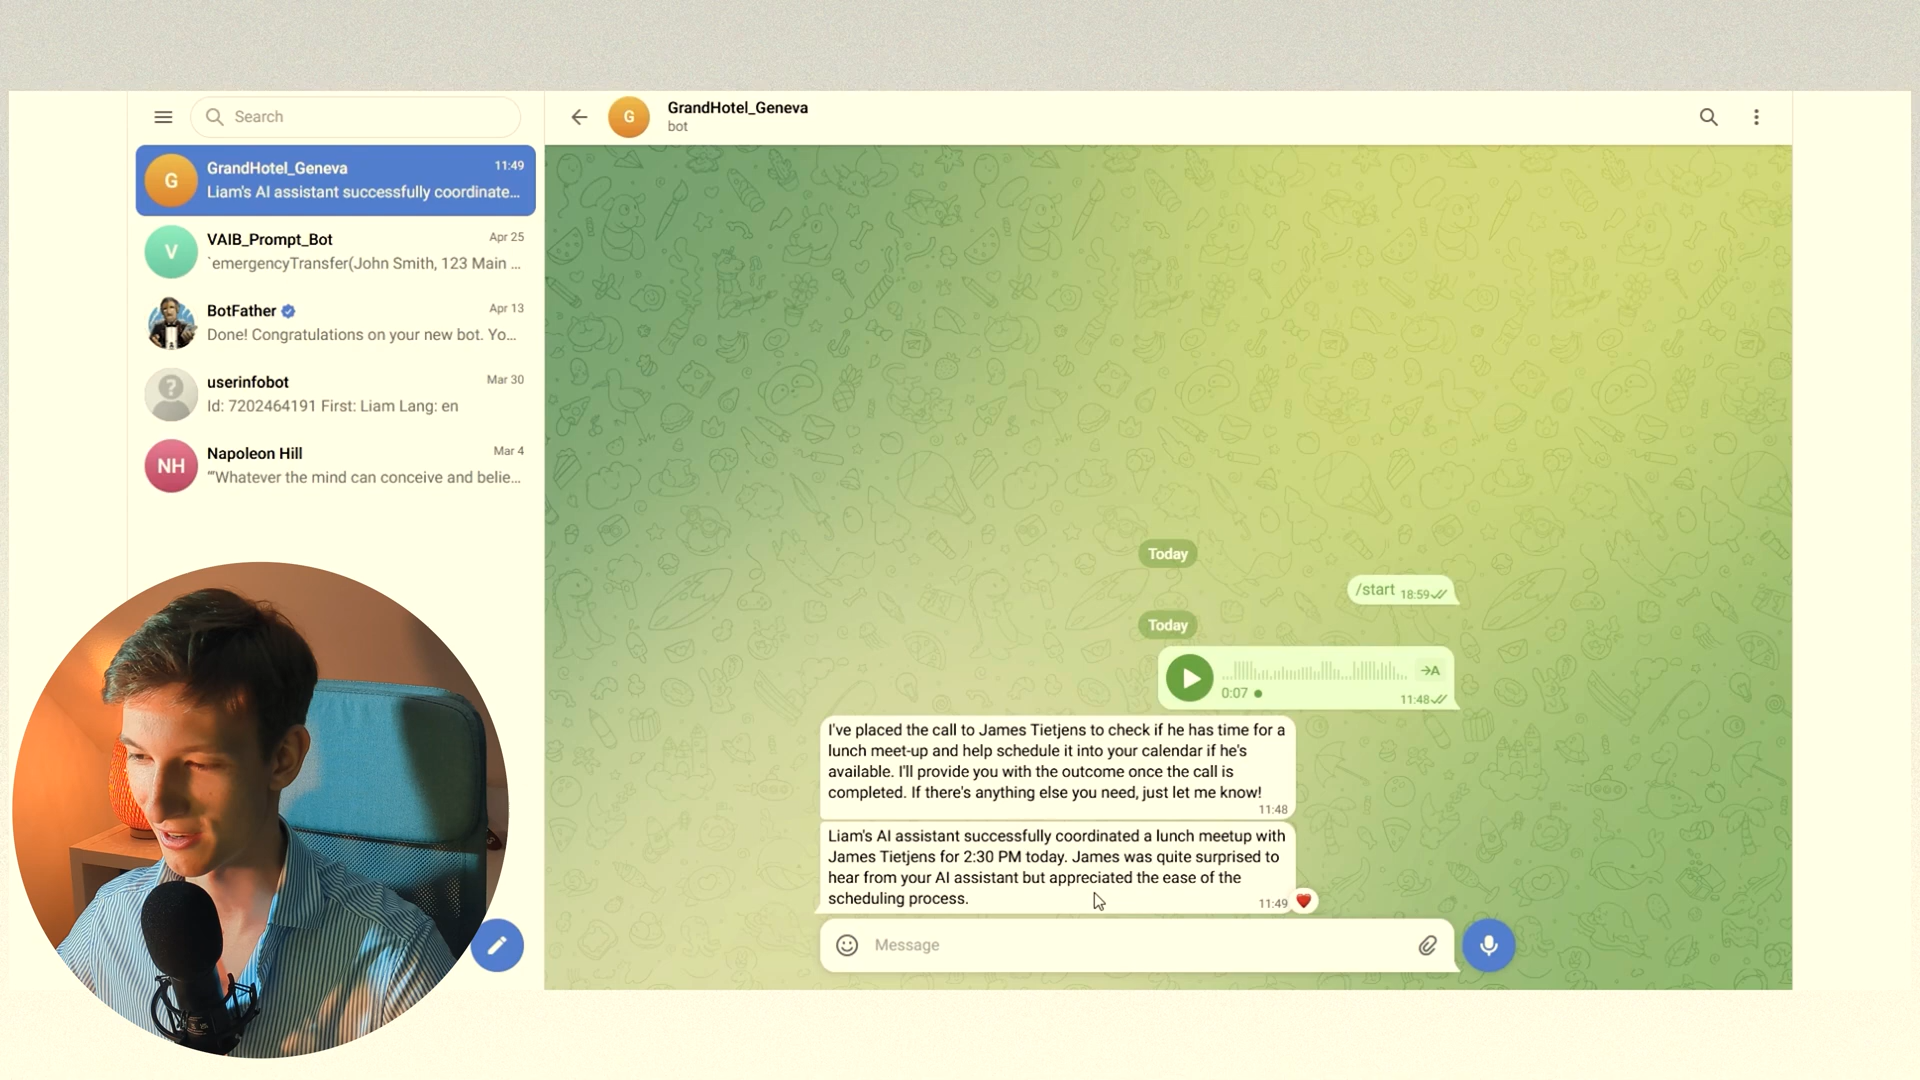 Search
G
GrandHotel_Geneva
11:49
Liam's AI assistant successfully coordinate...
V
VAIB_Prompt_Bot
Apr 25
`emergencyTransfer(John Smith, 123 Main ...
BotFather
Apr 13
Done! Congratulations on your new bot. Yo...
?
userinfobot
Mar 30
Id: 7202464191 First: Liam Lang: en
NH
Napoleon Hill
Mar 4
"“Whatever the mind can conceive and belie...
G
GrandHotel_Geneva
bot
Today
/start 18:59
Today
→A
0:07
11:48
I've placed the call to James Tietjens to check if he has time for a
lunch meet-up and help schedule it into your calendar if he's
available. I'll provide you with the outcome once the call is
completed. If there's anything else you need, just let me know!
11:48
Liam's AI assistant successfully coordinated a lunch meetup with
James Tietjens for 2:30 PM today. James was quite surprised to
hear from your AI assistant but appreciated the ease of the
scheduling process.
11:49
Message